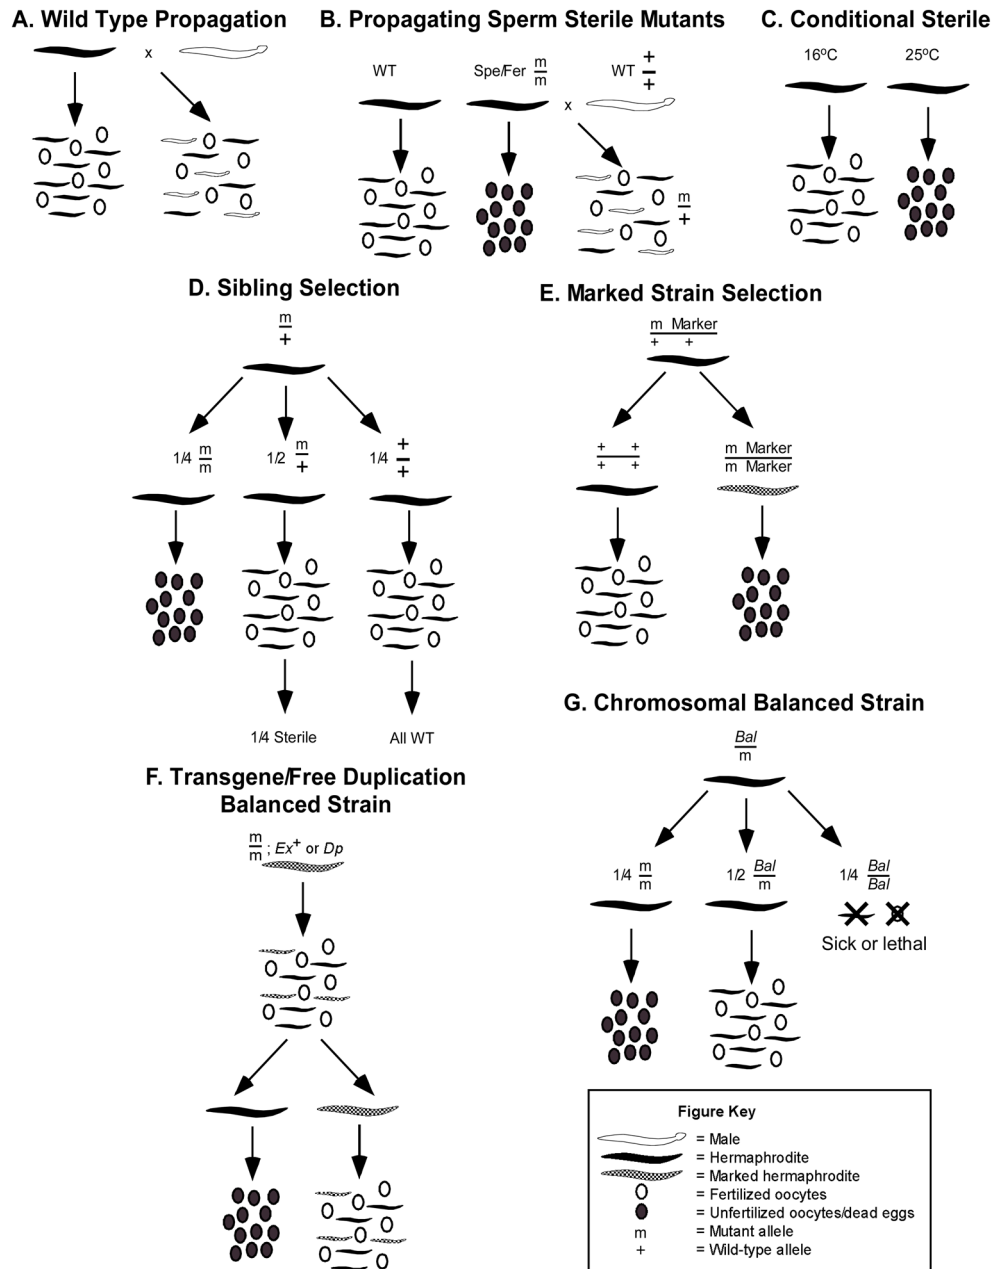 A. Wild Type Propagation
x
B. Propagating Sperm Sterile Mutants
WT
Spe/Fer m
m
WT +
+
x
m
+
C. Conditional Sterile
16ºC
25ºC
D. Sibling Selection
m
+
1/4 m
m
1/2 m
+
1/4 +
+
1/4 Sterile
All WT
E. Marked Strain Selection
m Marker
+ +
+ +
+ +
m Marker
m Marker
F. Transgene/Free Duplication
Balanced Strain
m
m ; Ex+ or Dp
G. Chromosomal Balanced Strain
Bal
m
1/4 m
m
1/2 Bal
m
1/4 Bal
Bal
Sick or lethal
Figure Key
= Male
= Hermaphrodite
= Marked hermaphrodite
= Fertilized oocytes
= Unfertilized oocytes/dead eggs
m = Mutant allele
+ = Wild-type allele